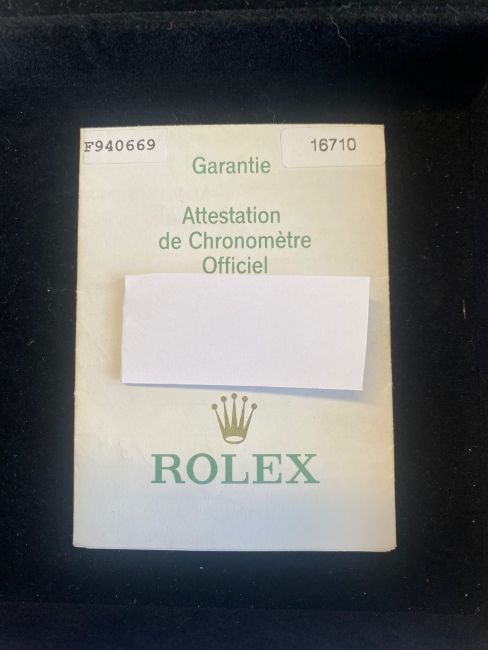 F940669
16710
Garantie
Attestation
de Chronomètre
Officiel
ROLEX